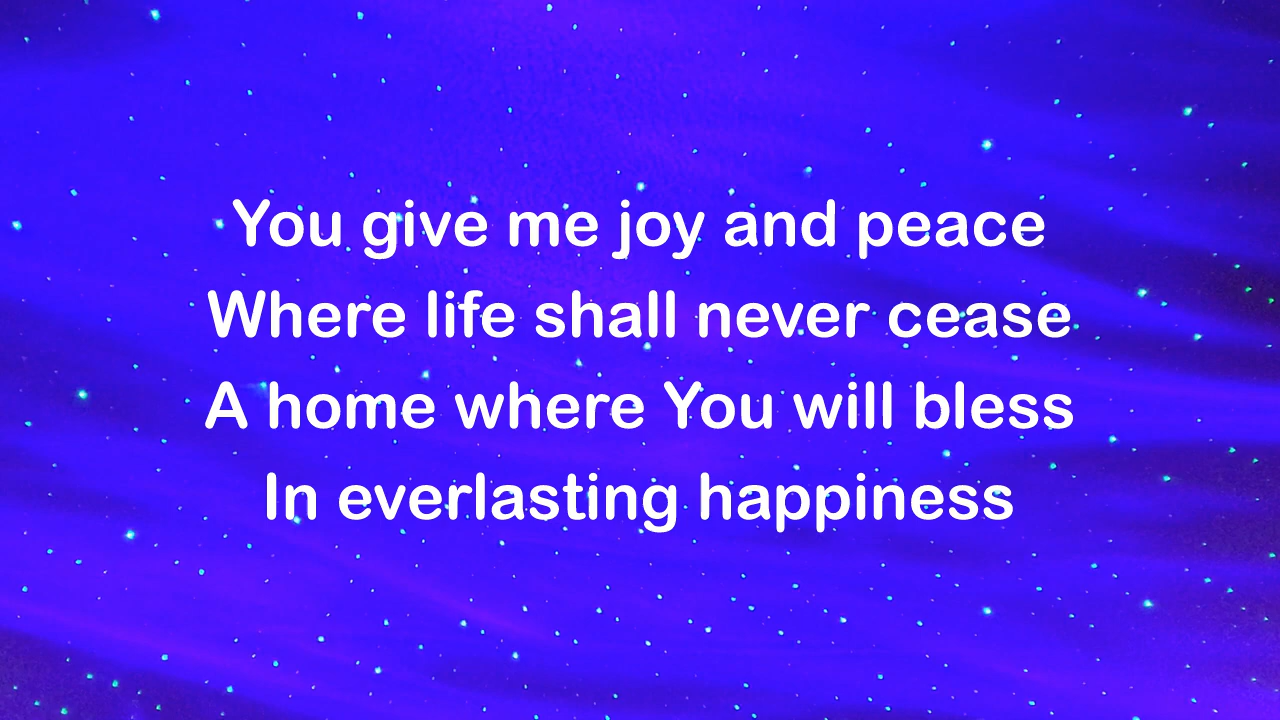 You give me joy and peace
Where life shall never cease
A home where You will bless
In everlasting happiness